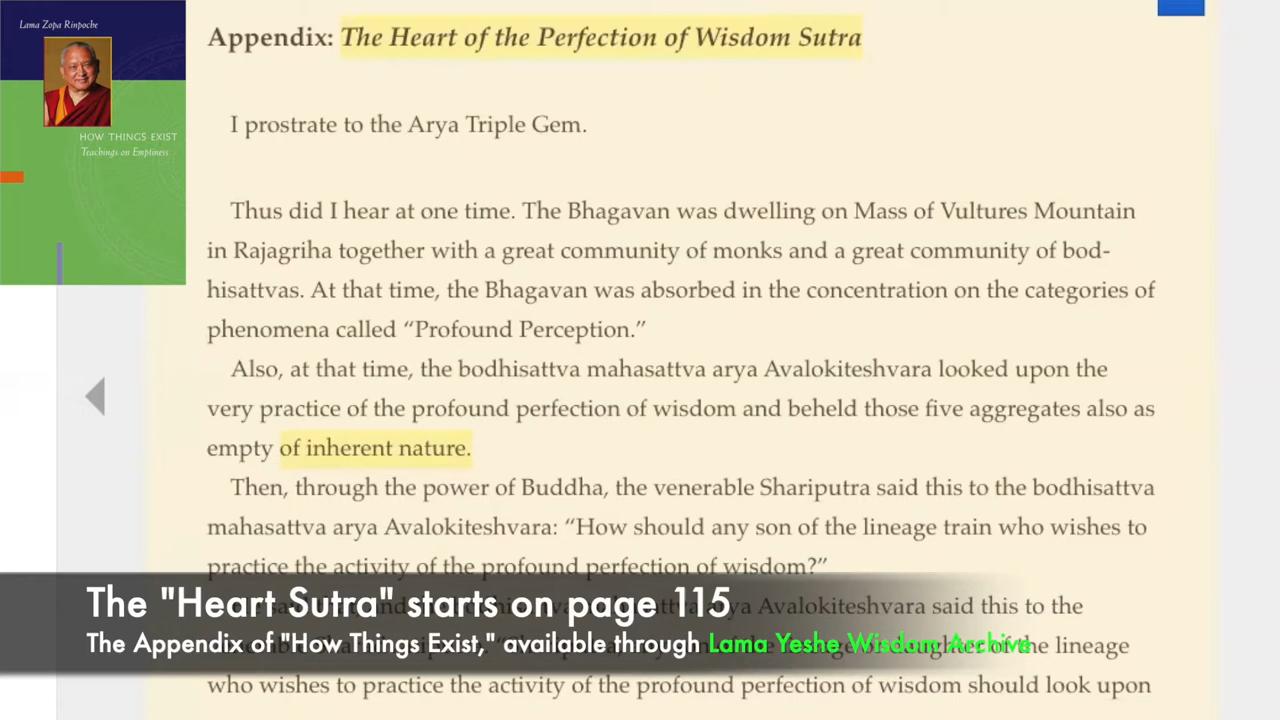 Lama Zopa Rinpoche
HOW THINGS EXIST
Teachings on Emptiness
Appendix: The Heart of the Perfection of Wisdom Sutra
I prostrate to the Arya Triple Gem.
Thus did I hear at one time. The Bhagavan was dwelling on Mass of Vultures Mountain
in Rajagriha together with a great community of monks and a great community of bod-
hisattvas. At that time, the Bhagavan was absorbed in the concentration on the categories of
phenomena called “Profound Perception.”
Also, at that time, the bodhisattva mahasattva arya Avalokiteshvara looked upon the
very practice of the profound perfection of wisdom and beheld those five aggregates also as
empty of inherent nature.
Then, through the power of Buddha, the venerable Shariputra said this to the bodhisattva
mahasattva arya Avalokiteshvara: “How should any son of the lineage train who wishes to
practice the activity of the profound perfection of wisdom?”
arya Avalokiteshvara said this to the
the lineage
who wishes to practice the activity of the profound perfection of wisdom should look upon
The "Heart Sutra" starts on page 115
The Appendix of "How Things Exist," available through Lama Yeshe Wisdom Archive